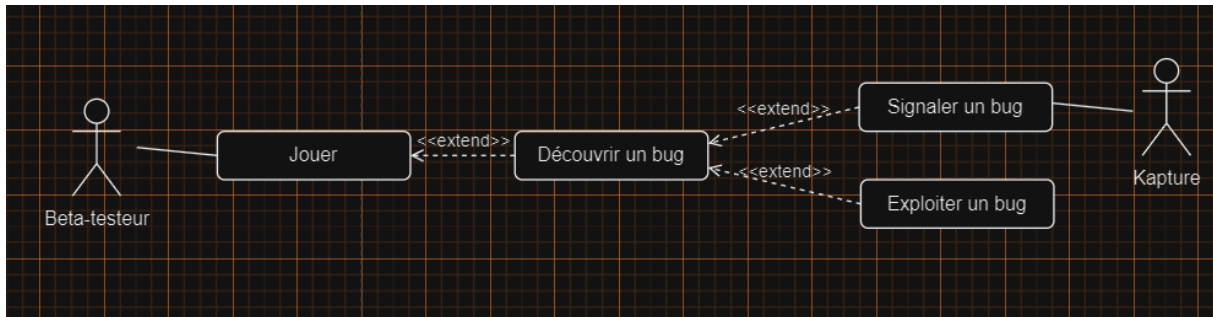 Beta-testeur
Jouer
<<extend>>
Découvrir un bug
<<extend>>
<<extend>>
Signaler un bug
Exploiter un bug
Kapture